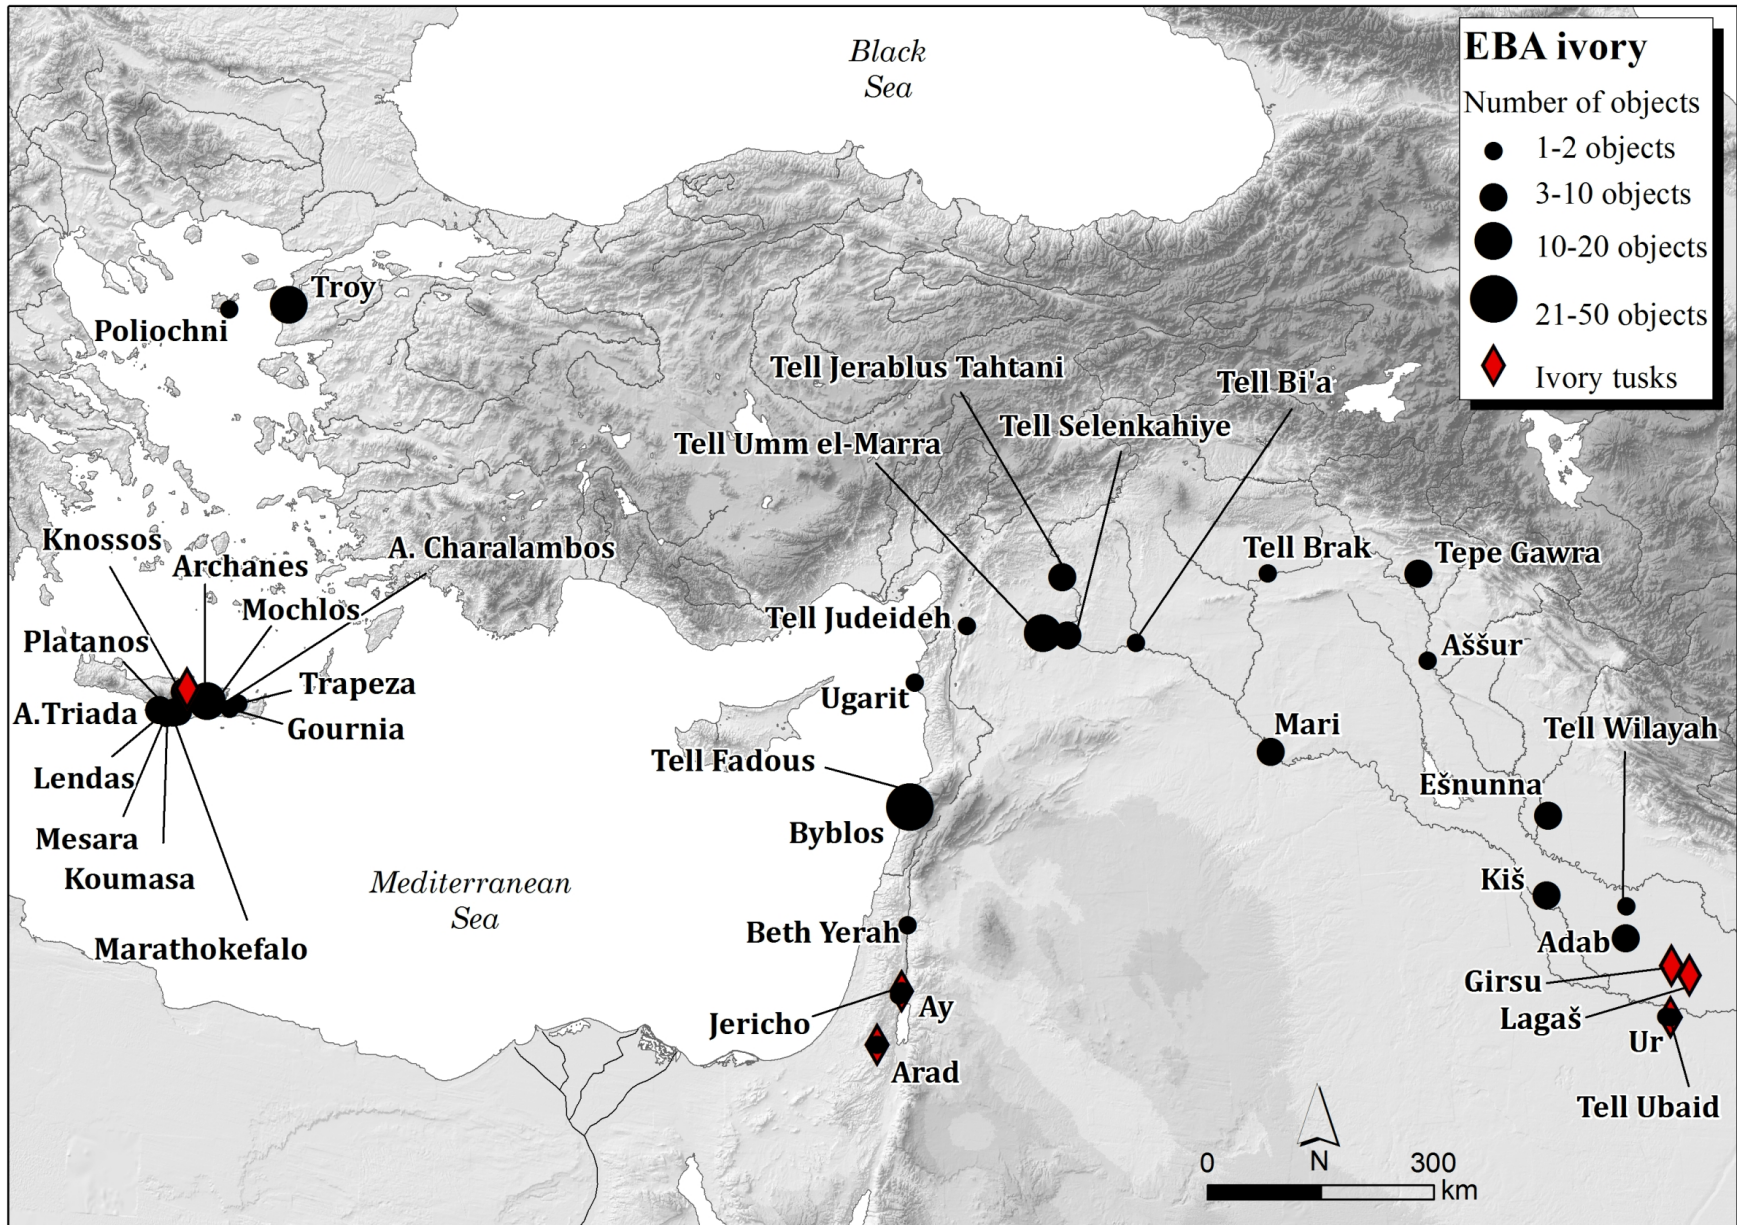 Black
Sea
EBA ivory
Number of objects
1-2 objects
3-10 objects
10-20 objects
21-50 objects
Ivory tusks
Troy
Poliochni
Tell Jerablus Tahtani
Tell Bi'a
Tell Selenkahiye
Tell Umm el-Marra
Knossos
Archanes
A. Charalambos
Mochlos
Platanos
Trapeza
A.Triada
Gournia
Lendas
Mesara
Koumasa
Marathokefalo
Tell Brak
Tepe Gawra
Tell Judeideh
Aššur
Ugarit
Mari
Tell Wilayah
Tell Fadous
Ešnunna
Byblos
Mediterranean
Sea
Kiš
Beth Yerah
Adab
Girsu
Jericho
Ay
Lagaš
Ur
Arad
Tell Ubaid
0
N
300
km